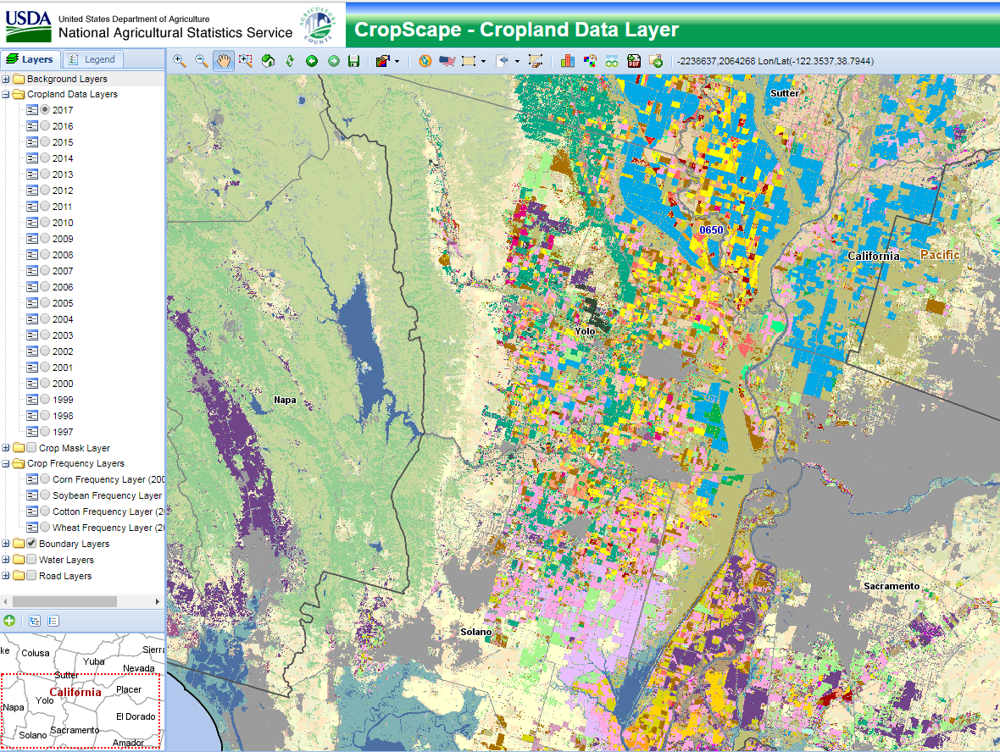 USDA
United States Department of Agriculture
National Agricultural Statistics Service
AGRICULTURE
COUNTS
CropScape - Cropland Data Layer
Layers
Legend
PDF
-2238637,2064268 Lon/Lat(-122.3537,38.7944)
Background Layers
Cropland Data Layers
2017
2016
2015
2014
2013
2012
2011
2010
2009
2008
2007
2006
2005
2004
2003
2002
2001
2000
1999
1998
1997
Crop Mask Layer
Crop Frequency Layers
Corn Frequency Layer (200
Soybean Frequency Layer
Cotton Frequency Layer (2
Wheat Frequency Layer (2
Boundary Layers
Water Layers
Road Layers
Sutter
0650
California
Pacific
Yolo
Napa
Sacramento
Solano
ke
Colusa
Sierra
Yuba
Nevada
Sutter
California
Placer
Yolo
Napa
El Dorado
Sacramento
Solano
Amador